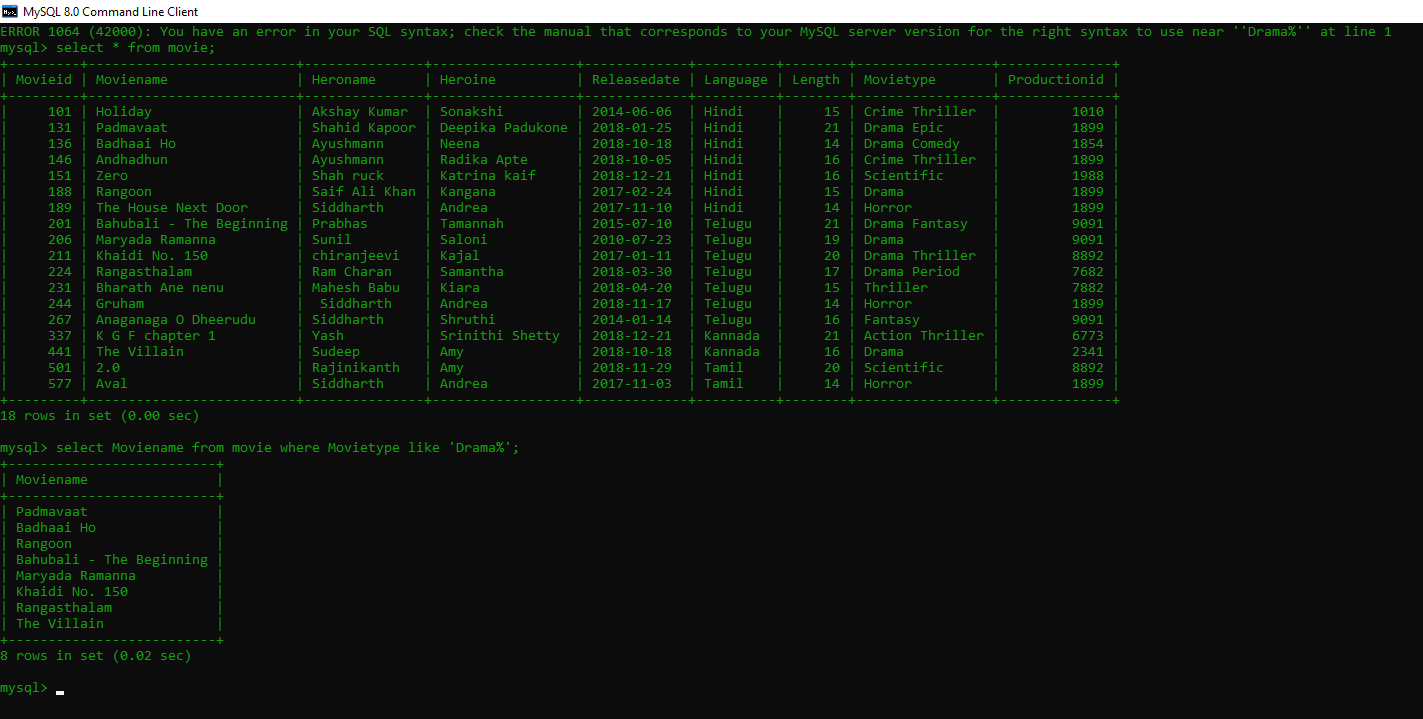 MySQL 8.0 Command Line Client
ERROR 1064 (42000): You have an error in your SQL syntax; check the manual that corresponds to your MySQL server version for the right syntax to use near ''Drama%'' at line 1
mysql> select * from movie;
+---------+--------------------------+---------------+------------------+-------------+----------+--------+-----------------+--------------+
| Movieid | Moviename                | Heroname      | Heroine          | Releasedate | Language | Length | Movietype       | Productionid |
+---------+--------------------------+---------------+------------------+-------------+----------+--------+-----------------+--------------+
|     101 | Holiday                  | Akshay Kumar  | Sonakshi         | 2014-06-06  | Hindi    |     15 | Crime Thriller  |         1010 |
|     131 | Padmavaat                | Shahid Kapoor | Deepika Padukone | 2018-01-25  | Hindi    |     21 | Drama Epic      |         1899 |
|     136 | Badhaai Ho               | Ayushmann     | Neena            | 2018-10-18  | Hindi    |     14 | Drama Comedy    |         1854 |
|     146 | Andhadhun                | Ayushmann     | Radika Apte      | 2018-10-05  | Hindi    |     16 | Crime Thriller  |         1899 |
|     151 | Zero                     | Shah ruck     | Katrina kaif     | 2018-12-21  | Hindi    |     16 | Scientific      |         1988 |
|     188 | Rangoon                  | Saif Ali Khan | Kangana          | 2017-02-24  | Hindi    |     15 | Drama           |         1899 |
|     189 | The House Next Door      | Siddharth     | Andrea           | 2017-11-10  | Hindi    |     14 | Horror          |         1899 |
|     201 | Bahubali - The Beginning | Prabhas       | Tamannah         | 2015-07-10  | Telugu   |     21 | Drama Fantasy   |         9091 |
|     206 | Maryada Ramanna          | Sunil         | Saloni           | 2010-07-23  | Telugu   |     19 | Drama           |         9091 |
|     211 | Khaidi No. 150           | chiranjeevi   | Kajal            | 2017-01-11  | Telugu   |     20 | Drama Thriller  |         8892 |
|     224 | Rangasthalam             | Ram Charan    | Samantha         | 2018-03-30  | Telugu   |     17 | Drama Period    |         7682 |
|     231 | Bharath Ane nenu         | Mahesh Babu   | Kiara            | 2018-04-20  | Telugu   |     15 | Thriller        |         7882 |
|     244 | Gruham                   |  Siddharth    | Andrea           | 2018-11-17  | Telugu   |     14 | Horror          |         1899 |
|     267 | Anaganaga O Dheerudu     | Siddharth     | Shruthi          | 2014-01-14  | Telugu   |     16 | Fantasy         |         9091 |
|     337 | K G F chapter 1          | Yash          | Srinithi Shetty  | 2018-12-21  | Kannada  |     21 | Action Thriller |         6773 |
|     441 | The Villain              | Sudeep        | Amy              | 2018-10-18  | Kannada  |     16 | Drama           |         2341 |
|     501 | 2.0                      | Rajinikanth   | Amy              | 2018-11-29  | Tamil    |     20 | Scientific      |         8892 |
|     577 | Aval                     | Siddharth     | Andrea           | 2017-11-03  | Tamil    |     14 | Horror          |         1899 |
+---------+--------------------------+---------------+------------------+-------------+----------+--------+-----------------+--------------+
18 rows in set (0.00 sec)
mysql> select Moviename from movie where Movietype like 'Drama%';
+--------------------------+
| Moviename                |
+--------------------------+
| Padmavaat                |
| Badhaai Ho               |
| Rangoon                  |
| Bahubali - The Beginning |
| Maryada Ramanna          |
| Khaidi No. 150           |
| Rangasthalam             |
| The Villain              |
+--------------------------+
8 rows in set (0.02 sec)
mysql>